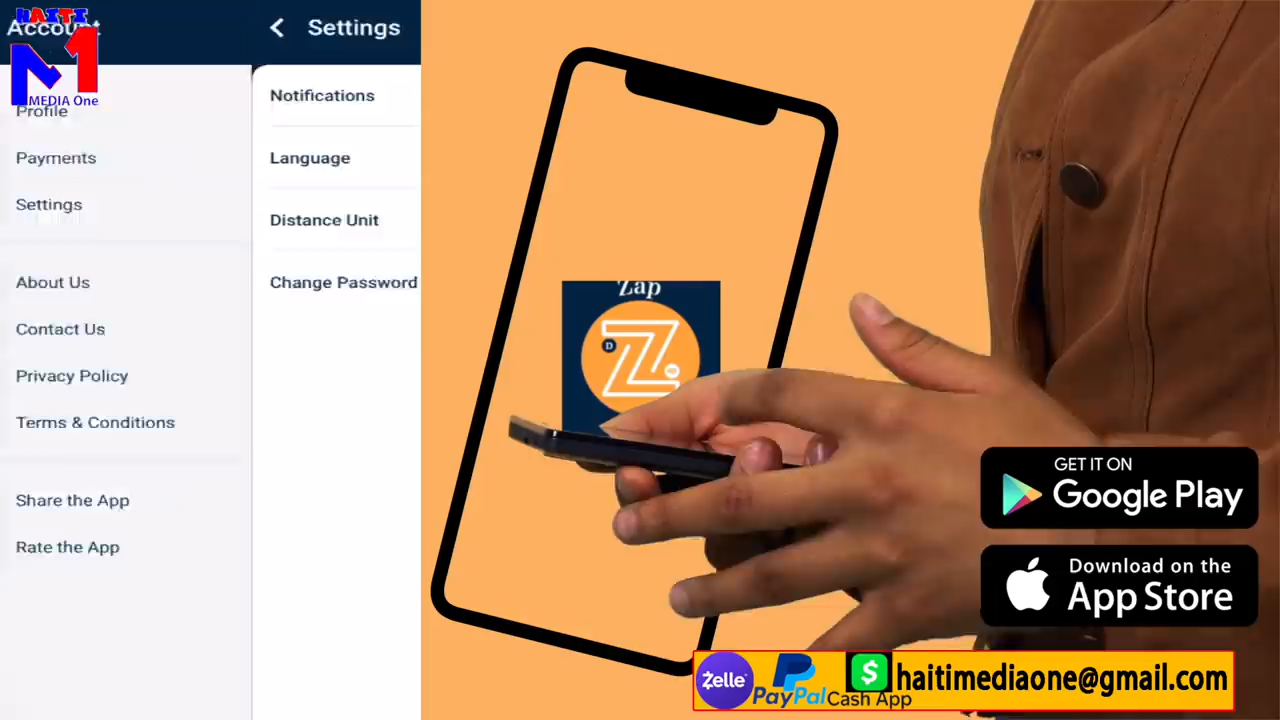 HAITI
M1
MEDIA One
Account
Profile
Payments
Settings
About Us
Contact Us
Privacy Policy
Terms & Conditions
Share the App
Rate the App
Settings
Notifications
Language
Distance Unit
Change Password
Zap
D
Z
GET IT ON
Google Play
Download on the
App Store
Zelle
PayPal
$
Cash App
haitimediaone@gmail.com